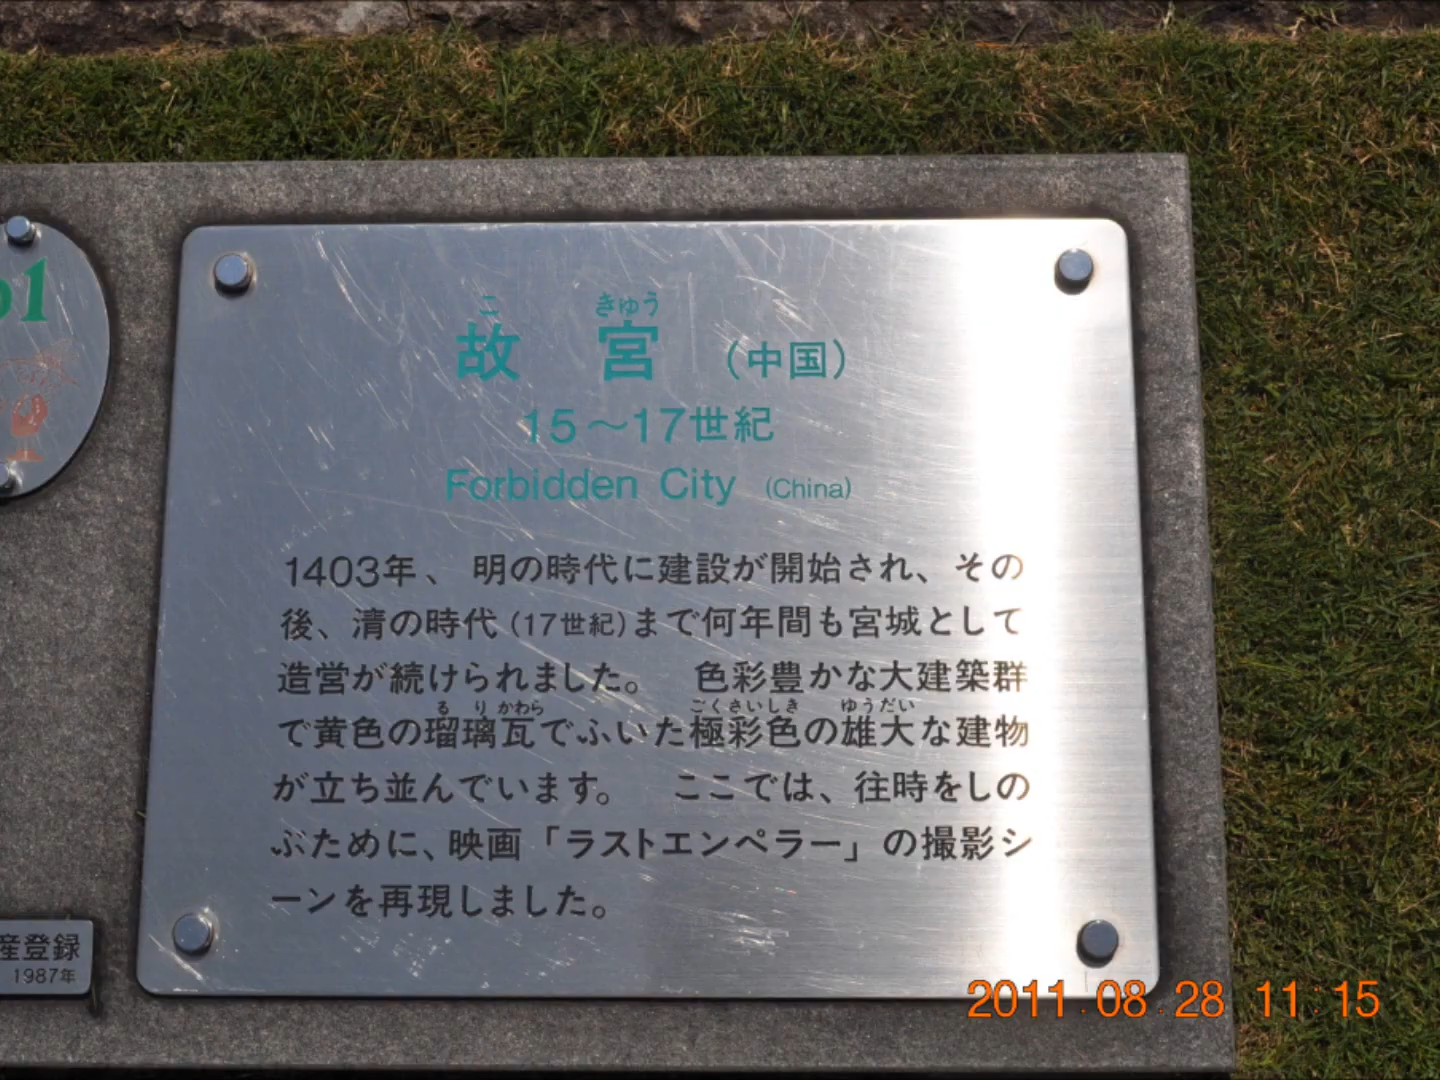 01
こ きゅう
故 宮 (中国)
15～17世紀
Forbidden City (China)
1403年、明の時代に建設が開始され、その
後、清の時代(17世紀)まで何年間も宮城として
造営が続けられました。 色彩豊かな大建築群
る り かわら ごくさいしき ゆうだい
で黄色の瑠璃瓦でふいた極彩色の雄大な建物
が立ち並んでいます。 ここでは、往時をしの
ぶために、映画「ラストエンペラー」の撮影シ
ーンを再現しました。
産登録
1987年
2011.08.28 11:15